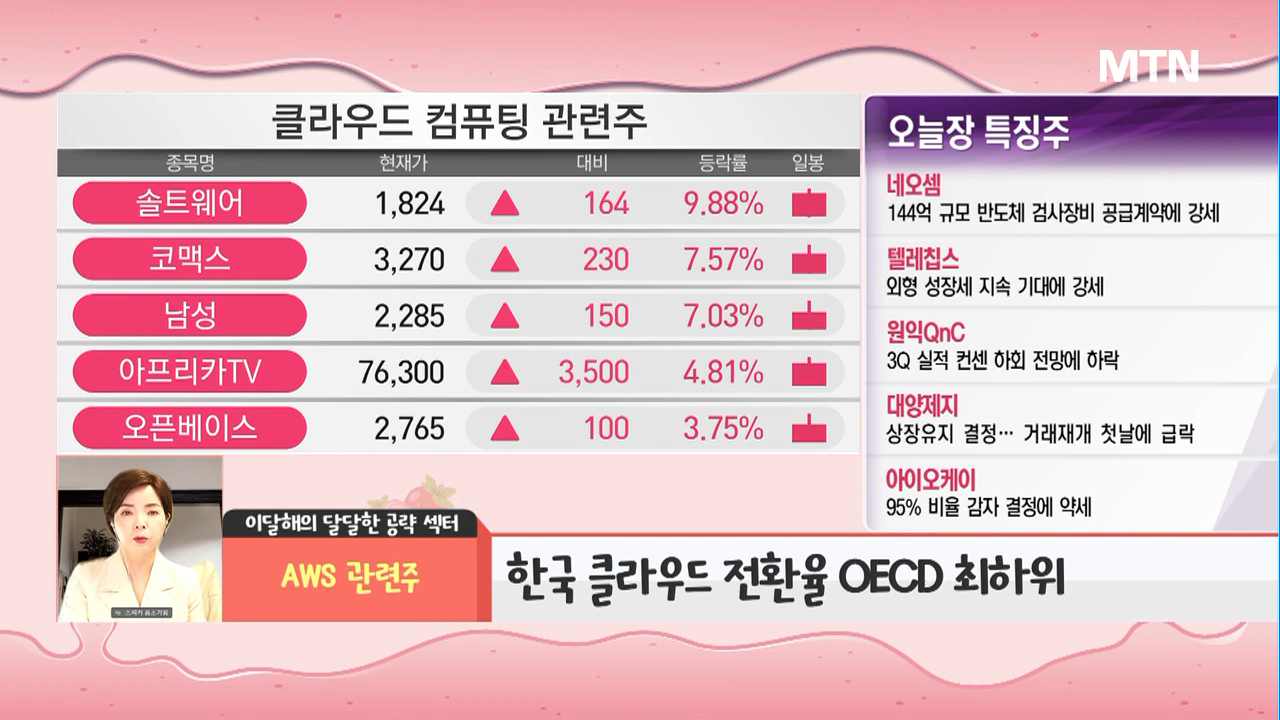 MTN
클라우드 컴퓨팅 관련주
종목명 현재가 대비 등락률 일봉
솔트웨어 1,824 ▲ 164 9.88%
코맥스 3,270 ▲ 230 7.57%
남성 2,285 ▲ 150 7.03%
아프리카TV 76,300 ▲ 3,500 4.81%
오픈베이스 2,765 ▲ 100 3.75%
오늘장 특징주
네오셈
144억 규모 반도체 검사장비 공급계약에 강세
텔레칩스
외형 성장세 지속 기대에 강세
원익QnC
3Q 실적 컨센 하회 전망에 하락
대양제지
상장유지 결정… 거래재개 첫날에 급락
아이오케이
95% 비율 감자 결정에 약세
이달해의 달달한 공략 섹터
AWS 관련주
한국 클라우드 전환율 OECD 최하위
스피커 음소거됨